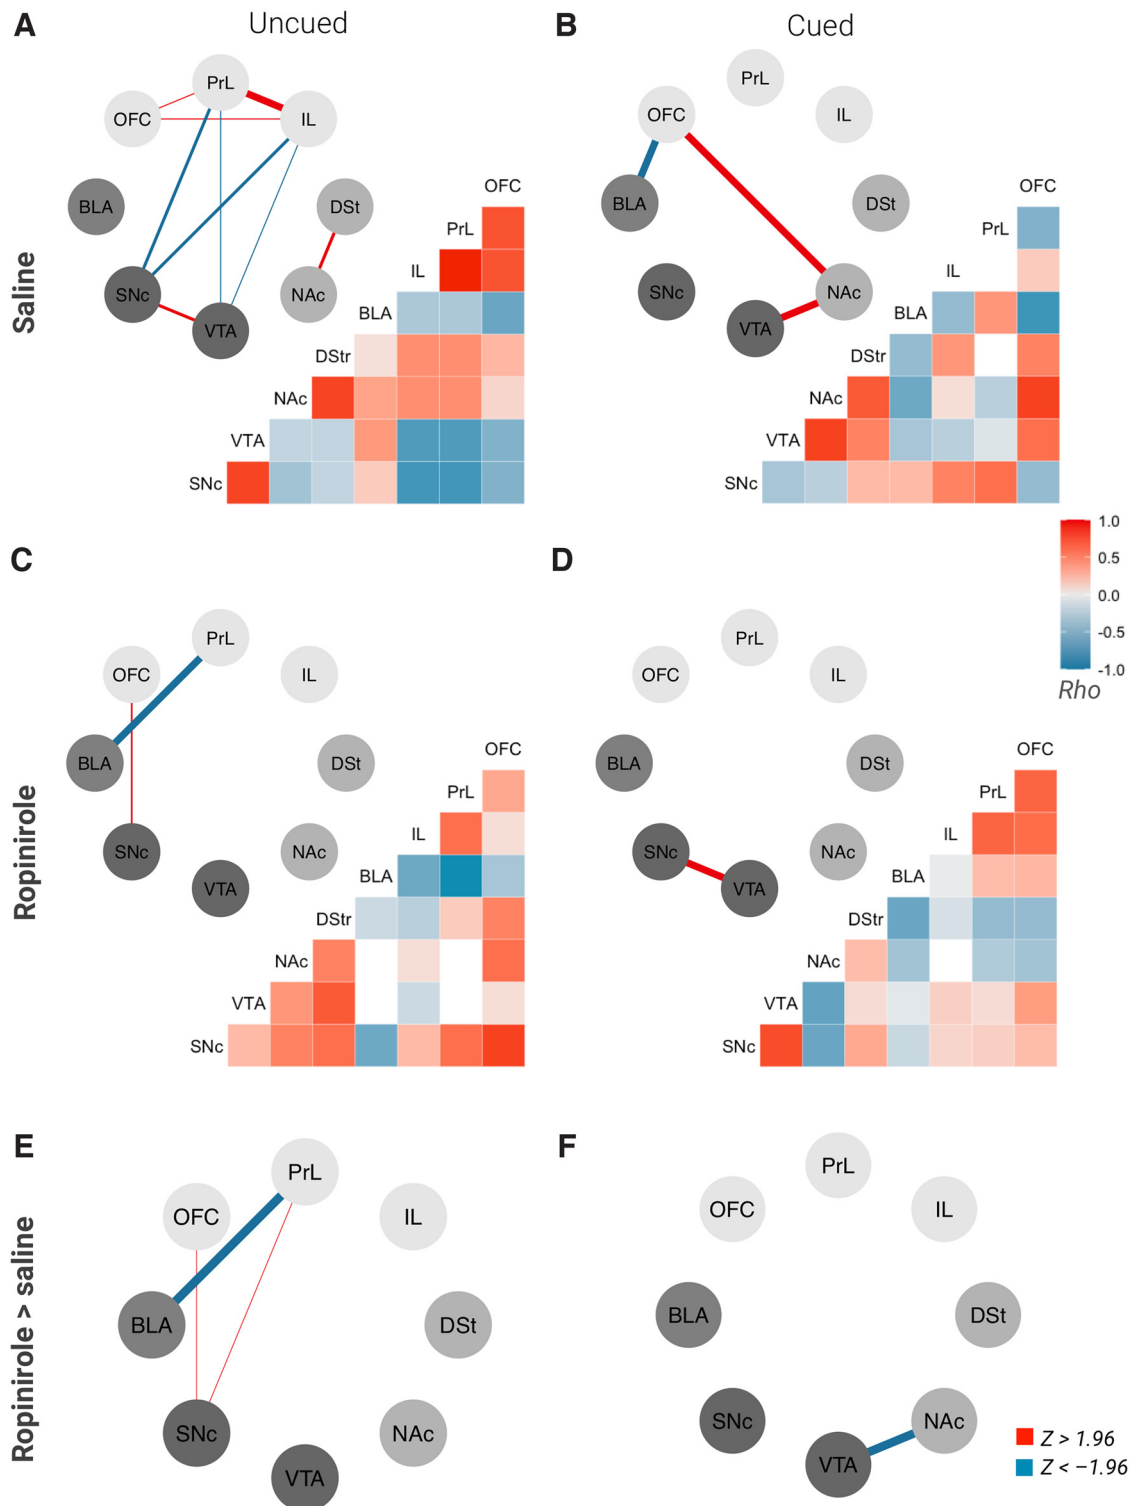 A
Uncued
B
Cued
Saline
PrL
OFC
IL
BLA
DSt
SNc
NAc
VTA
OFC
PrL
IL
BLA
DStr
NAc
VTA
SNc
PrL
OFC
IL
BLA
DSt
SNc
NAc
VTA
OFC
PrL
IL
BLA
DStr
NAc
VTA
SNc
1.0
0.5
0.0
-0.5
-1.0
Rho
C
D
Ropinirole
PrL
OFC
IL
BLA
DSt
SNc
NAc
VTA
OFC
PrL
IL
BLA
DStr
NAc
VTA
SNc
PrL
OFC
IL
BLA
DSt
SNc
NAc
VTA
OFC
PrL
IL
BLA
DStr
NAc
VTA
SNc
E
F
Ropinirole > saline
PrL
OFC
IL
BLA
DSt
SNc
NAc
VTA
PrL
OFC
IL
BLA
DSt
SNc
NAc
VTA
Z > 1.96
Z < −1.96